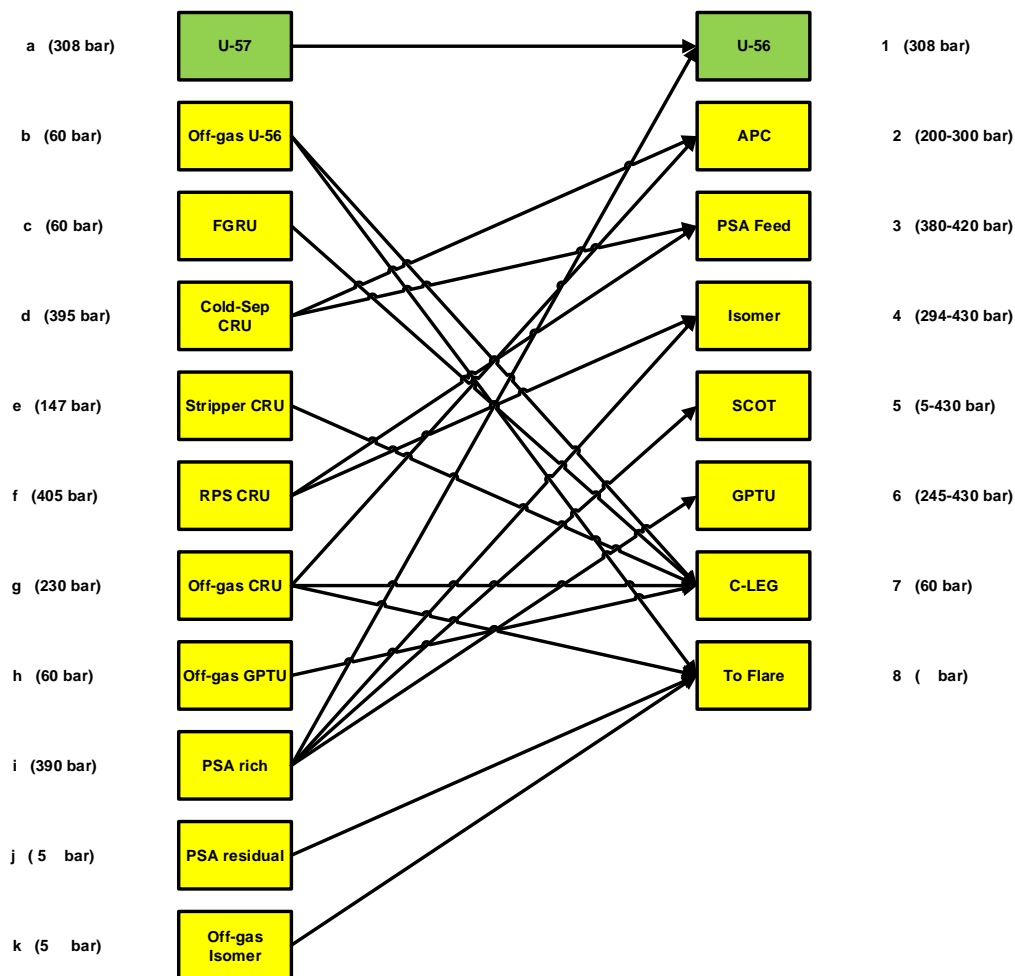 a (308 bar) U-57 U-56 1 (308 bar)
b (60 bar) Off-gas U-56 APC 2 (200-300 bar)
c (60 bar) FGRU PSA Feed 3 (380-420 bar)
d (395 bar) Cold-Sep
CRU
Isomer 4 (294-430 bar)
e (147 bar) Stripper CRU SCOT 5 (5-430 bar)
f (405 bar) RPS CRU GPTU 6 (245-430 bar)
g (230 bar) Off-gas CRU C-LEG 7 (60 bar)
h (60 bar) Off-gas GPTU To Flare 8 ( bar)
i (390 bar) PSA rich
j ( 5 bar) PSA residual
k (5 bar) Off-gas
Isomer